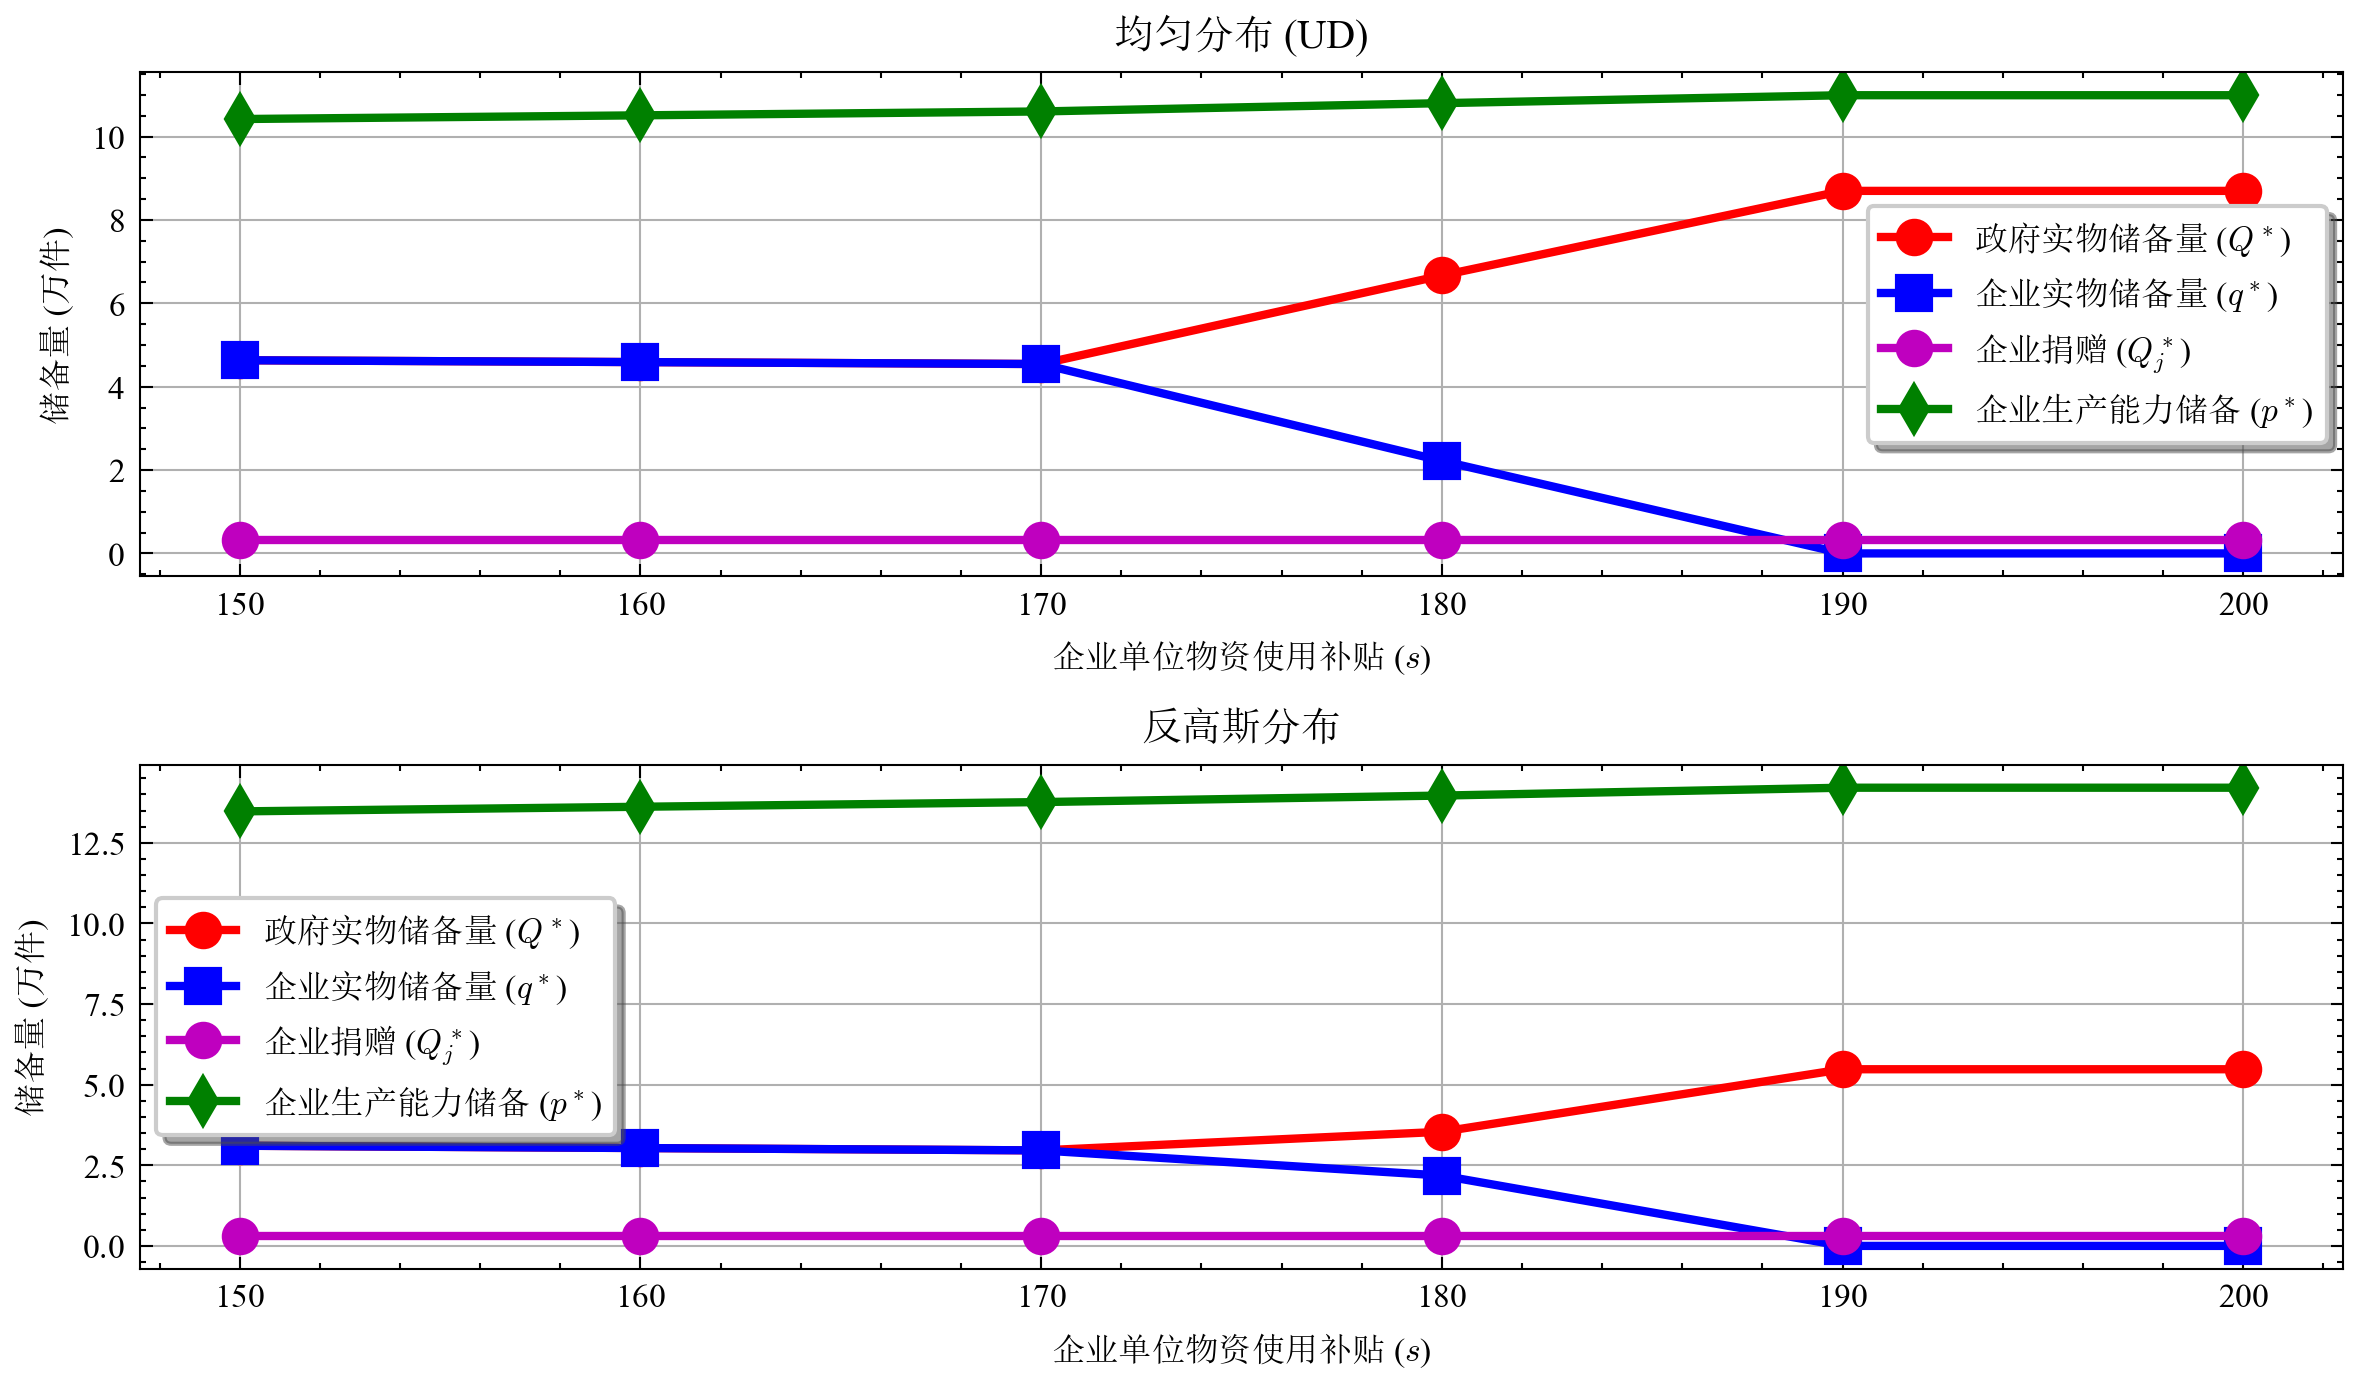 均匀分布 (UD)
储备量 (万件)
10
8
6
4
2
0
政府实物储备量 (Q*)
企业实物储备量 (q*)
企业捐赠 (Q_j*)
企业生产能力储备 (p*)
150 160 170 180 190 200
企业单位物资使用补贴 (s)
反高斯分布
储备量 (万件)
12.5
10.0
7.5
5.0
2.5
0.0
政府实物储备量 (Q*)
企业实物储备量 (q*)
企业捐赠 (Q_j*)
企业生产能力储备 (p*)
150 160 170 180 190 200
企业单位物资使用补贴 (s)